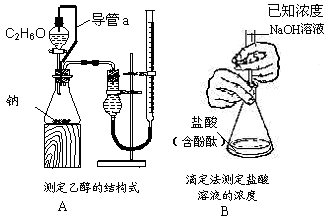 导管a
C₂H₆O
钠
测定乙醇的结构式
A
已知浓度
NaOH溶液
盐酸
(含酚酞)
滴定法测定盐酸
溶液的浓度
B